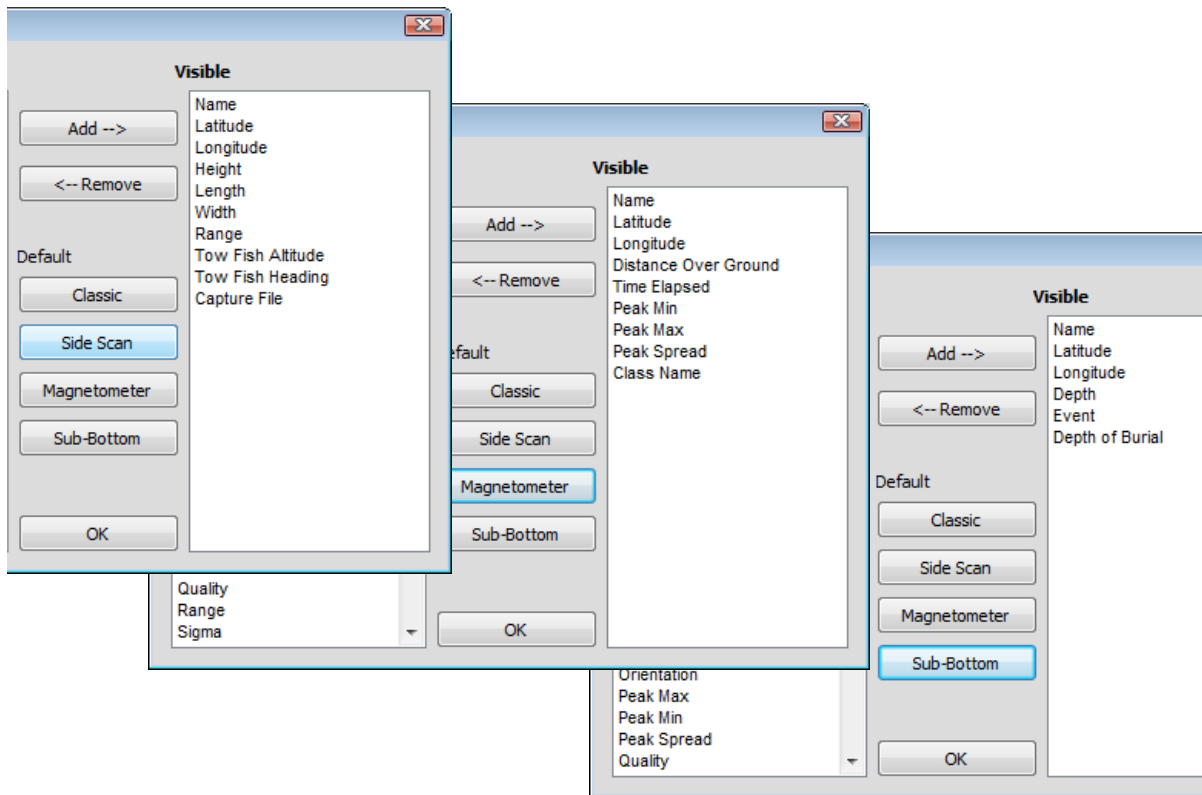 Visible
Add -->
<-- Remove
Default
Classic
Side Scan
Magnetometer
Sub-Bottom
OK
Name
Latitude
Longitude
Height
Length
Width
Range
Tow Fish Altitude
Tow Fish Heading
Capture File
Visible
Add -->
<-- Remove
efault
Classic
Side Scan
Magnetometer
Sub-Bottom
OK
Name
Latitude
Longitude
Distance Over Ground
Time Elapsed
Peak Min
Peak Max
Peak Spread
Class Name
Quality
Range
Sigma
Visible
Add -->
<-- Remove
Default
Classic
Side Scan
Magnetometer
Sub-Bottom
OK
Name
Latitude
Longitude
Depth
Event
Depth of Burial
Orientation
Peak Max
Peak Min
Peak Spread
Quality